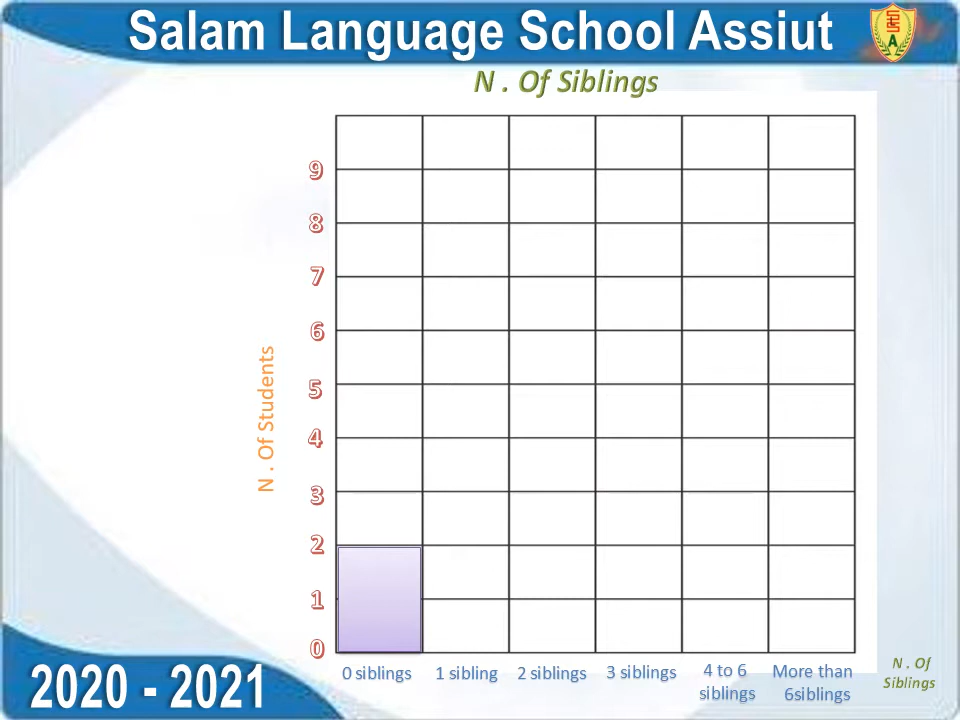 Salam Language School Assiut
N . Of Siblings
9
8
7
6
5
4
3
2
1
0
N . Of Students
0 siblings
1 sibling
2 siblings
3 siblings
4 to 6
siblings
More than
6siblings
N . Of
Siblings
2020 - 2021